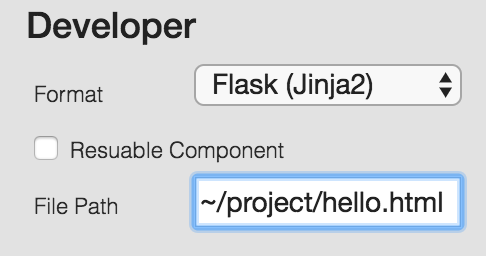 Developer
Format Flask (Jinja2)
Resuable Component
File Path ~/project/hello.html